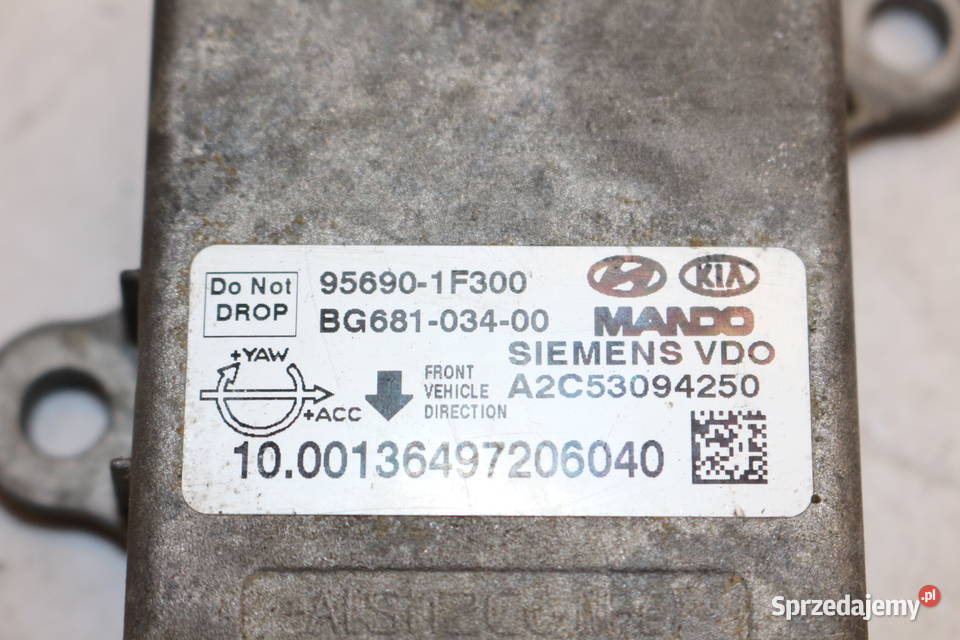 Do Not
DROP
95690-1F300
BG681-034-00
KIA
MANDO
SIEMENS VDO
A2C53094250
+YAW
+ACC
FRONT
VEHICLE
DIRECTION
10.00136497206040
Sprzedajemy.pl